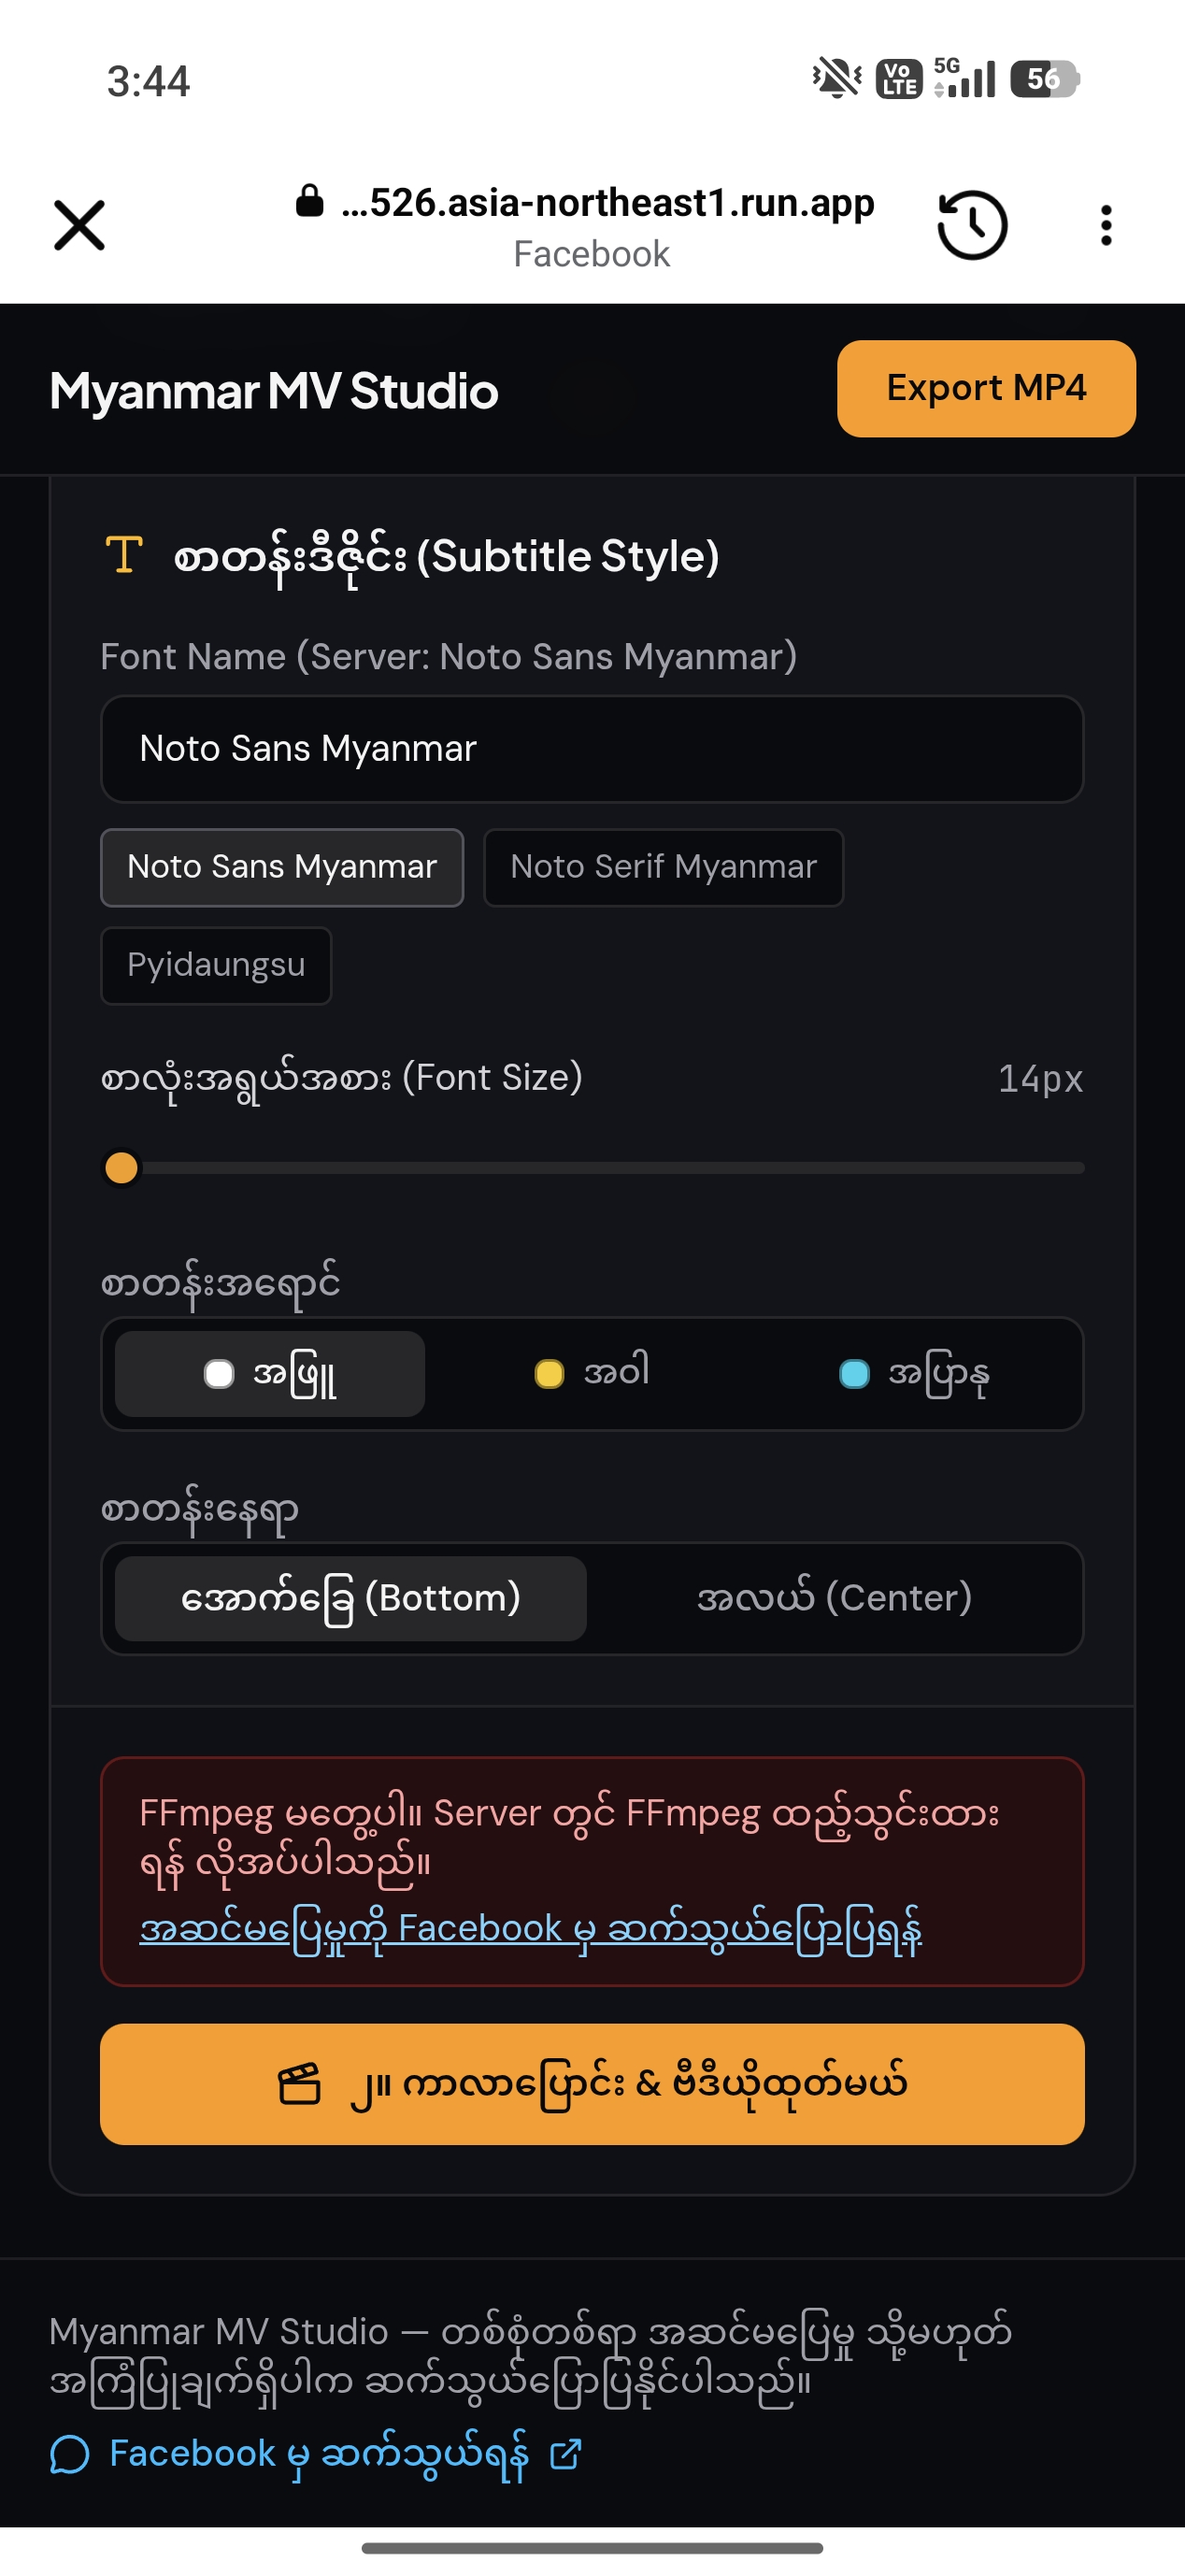 3:44
Vo LTE 5G 56
...526.asia-northeast1.run.app
Facebook
Myanmar MV Studio
Export MP4
စာတန်းဒီဇိုင်း (Subtitle Style)
Font Name (Server: Noto Sans Myanmar)
Noto Sans Myanmar
Noto Sans Myanmar
Noto Serif Myanmar
Pyidaungsu
စာလုံးအရွယ်အစား (Font Size)
14px
စာတန်းအရောင်
အဖြူ
အဝါ
အပြာနု
စာတန်းနေရာ
အောက်ခြေ (Bottom)
အလယ် (Center)
FFmpeg မတွေ့ပါ။ Server တွင် FFmpeg ထည့်သွင်းထား
ရန် လိုအပ်ပါသည်။
အဆင်မပြေမှုကို Facebook မှ ဆက်သွယ်ပြောပြရန်
၂။ ကာလာပြောင်း & ဗီဒီယိုထုတ်မယ်
Myanmar MV Studio — တစ်စုံတစ်ရာ အဆင်မပြေမှု သို့မဟုတ်
အကြံပြုချက်ရှိပါက ဆက်သွယ်ပြောပြနိုင်ပါသည်။
Facebook မှ ဆက်သွယ်ရန်